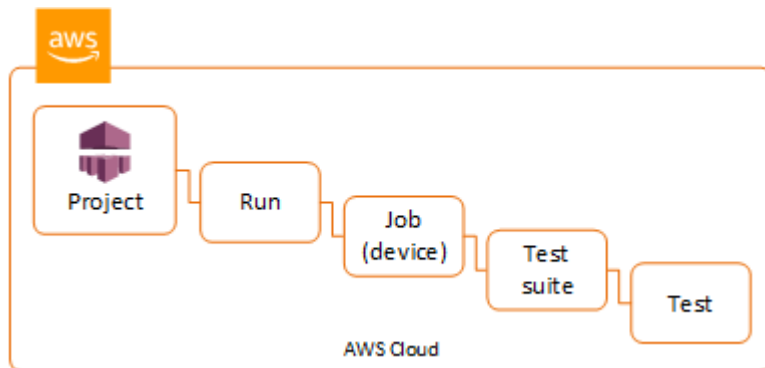 aws
Project
Run
Job
(device)
Test
suite
Test
AWS Cloud